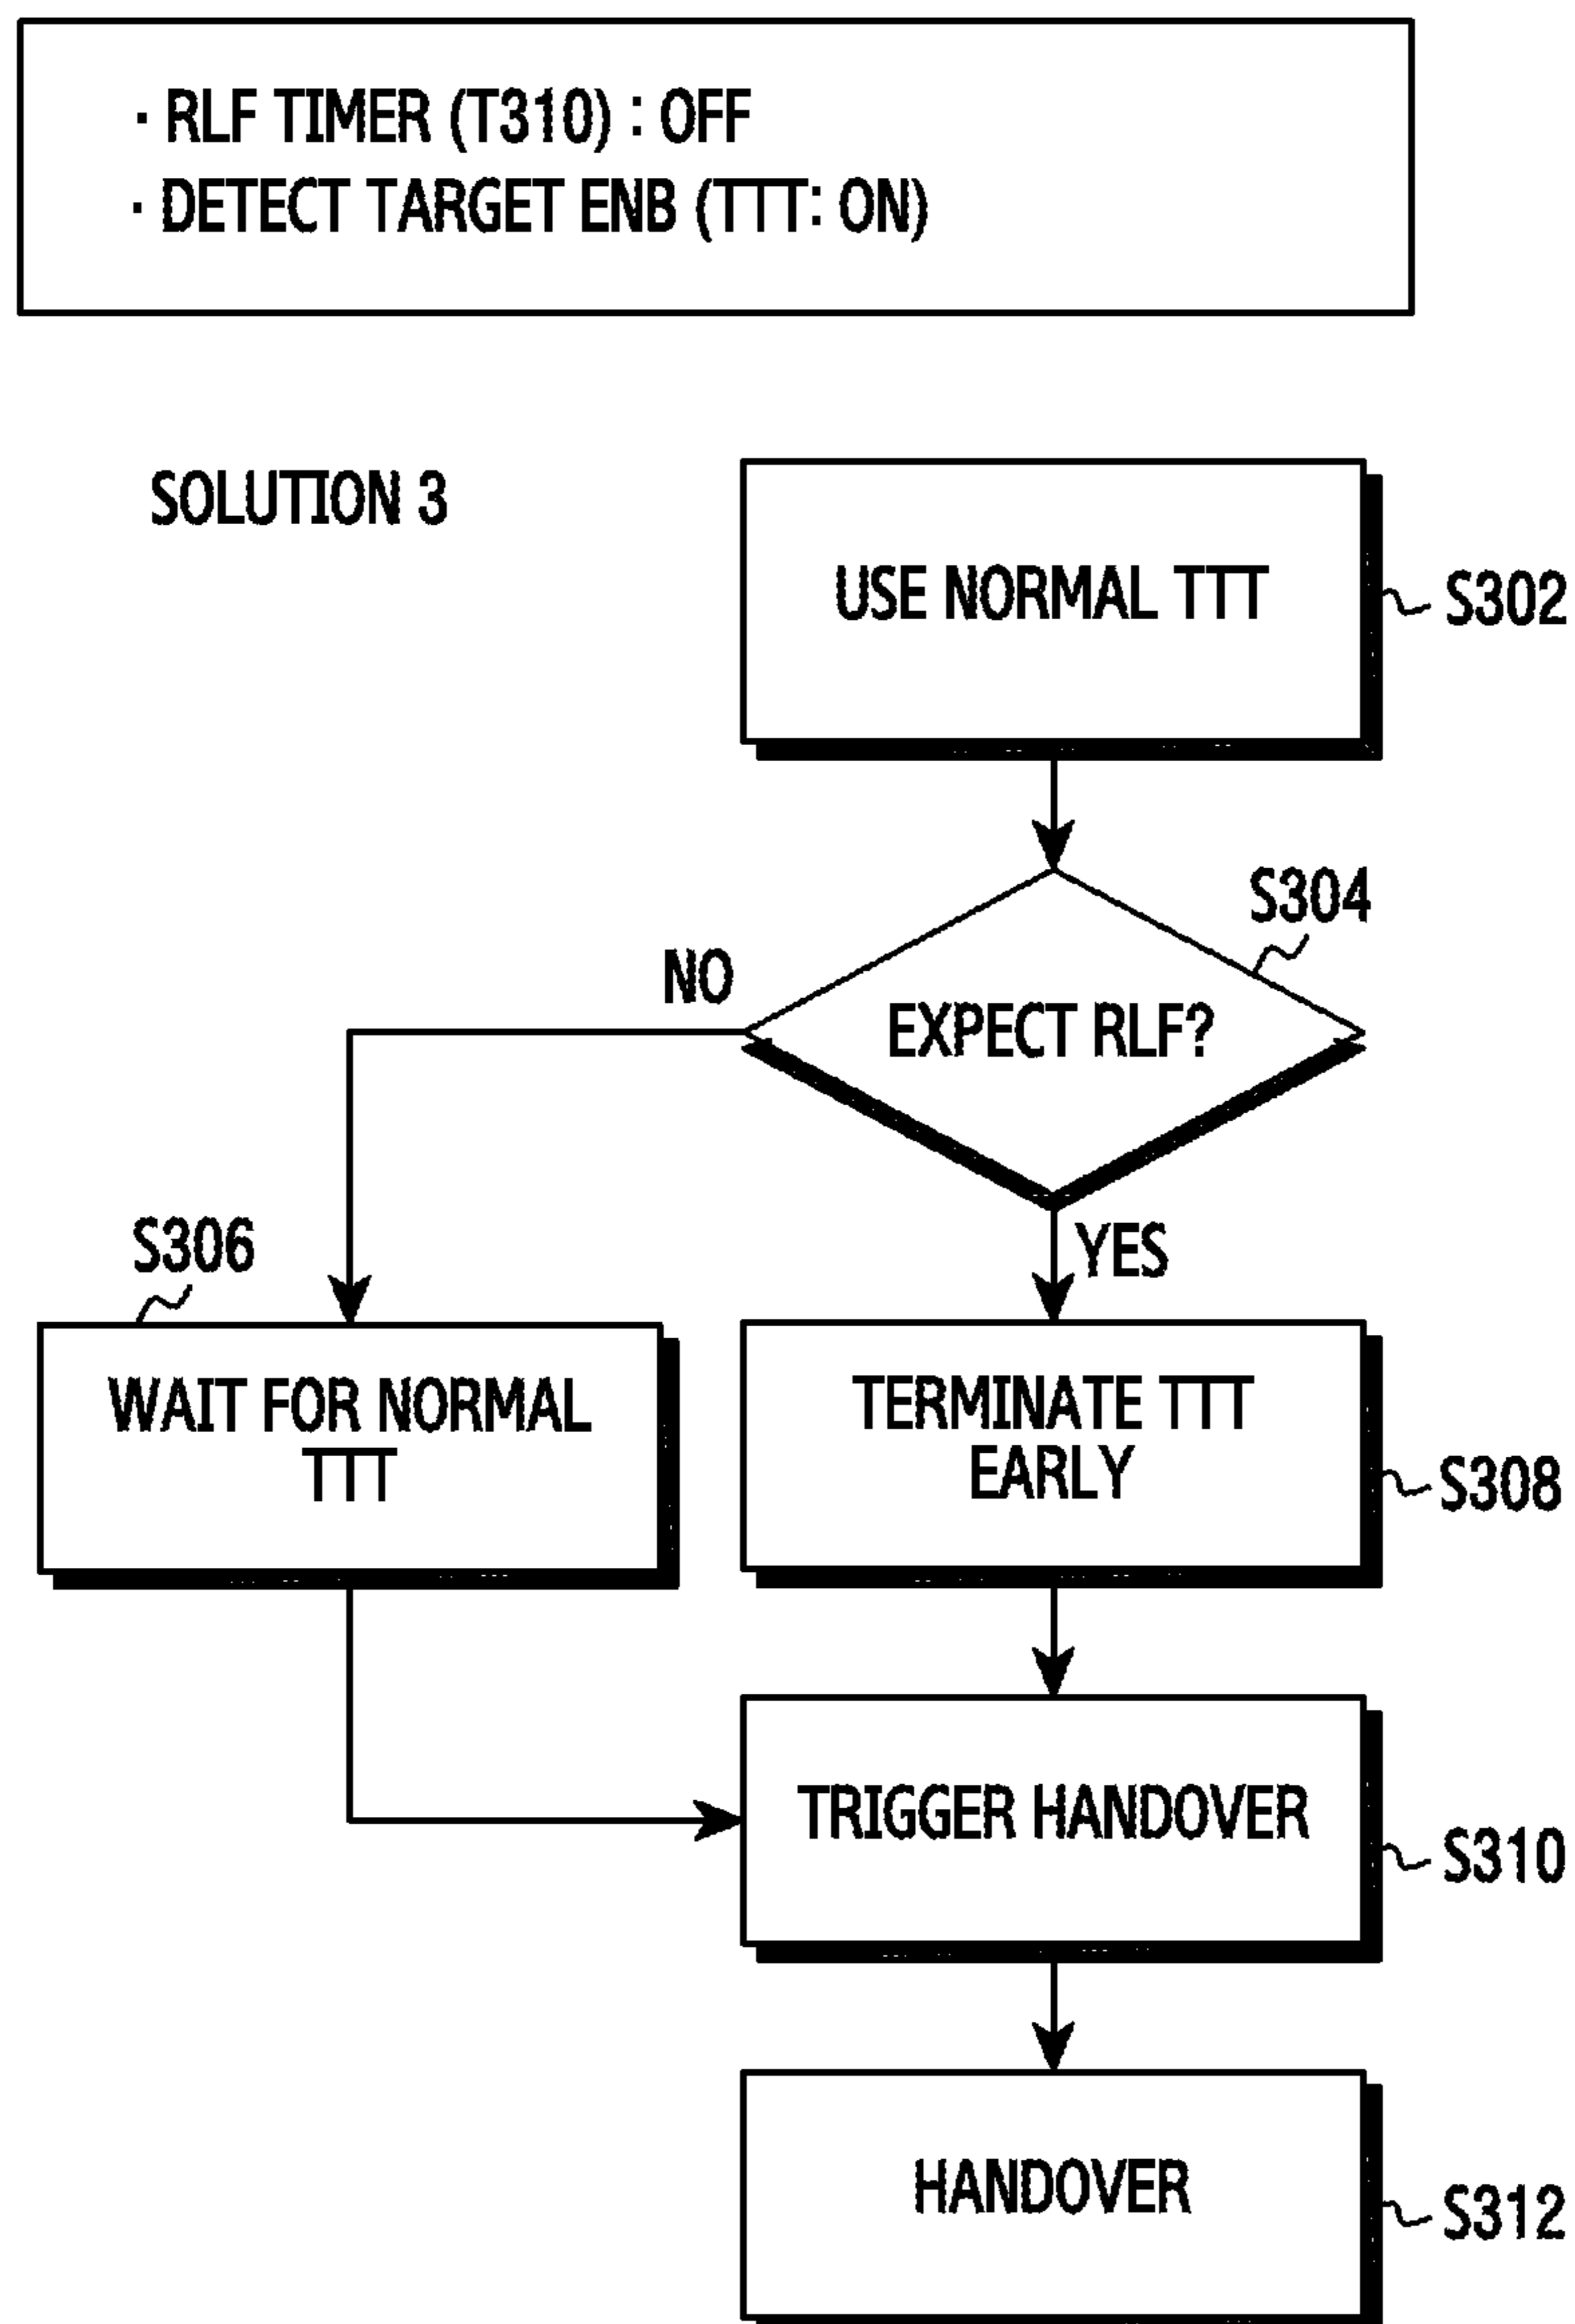 · RLF TIMER (T310) : OFF
· DETECT TARGET ENB (TTT: ON)
SOLUTION 3
USE NORMAL TTT
S302
S304
NO
EXPECT RLF?
YES
S306
WAIT FOR NORMAL
TTT
TERMINATE TTT
EARLY
S308
TRIGGER HANDOVER
S310
HANDOVER
S312